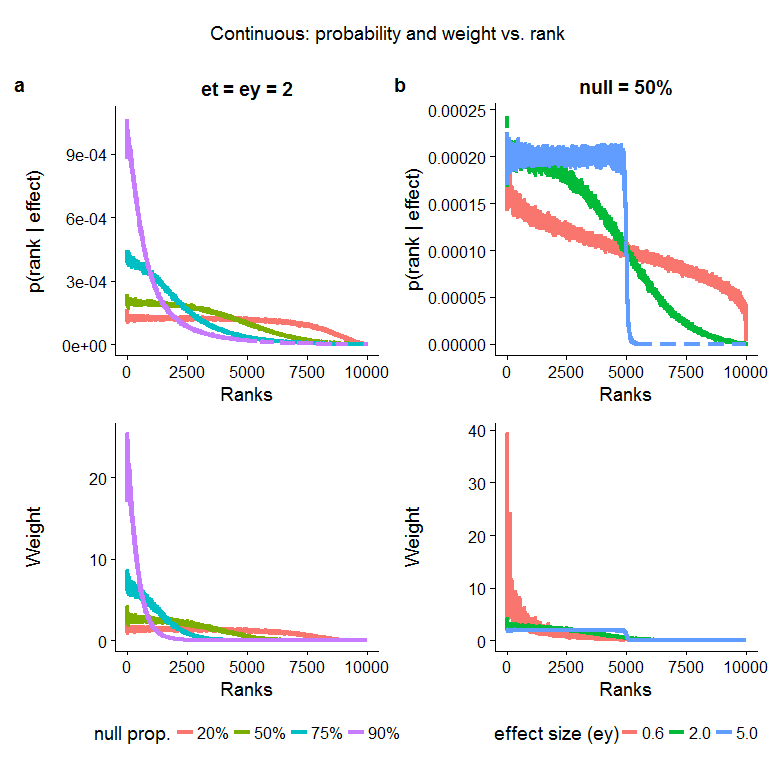 Continuous: probability and weight vs. rank
a
et = ey = 2
p(rank | effect)
9e-04
6e-04
3e-04
0e+00
0 2500 5000 7500 10000
Ranks
b
null = 50%
p(rank | effect)
0.00025
0.00020
0.00015
0.00010
0.00005
0.00000
0 2500 5000 7500 10000
Ranks
Weight
20
10
0
0 2500 5000 7500 10000
Ranks
Weight
40
30
20
10
0
0 2500 5000 7500 10000
Ranks
null prop. 20% 50% 75% 90%
effect size (ey) 0.6 2.0 5.0